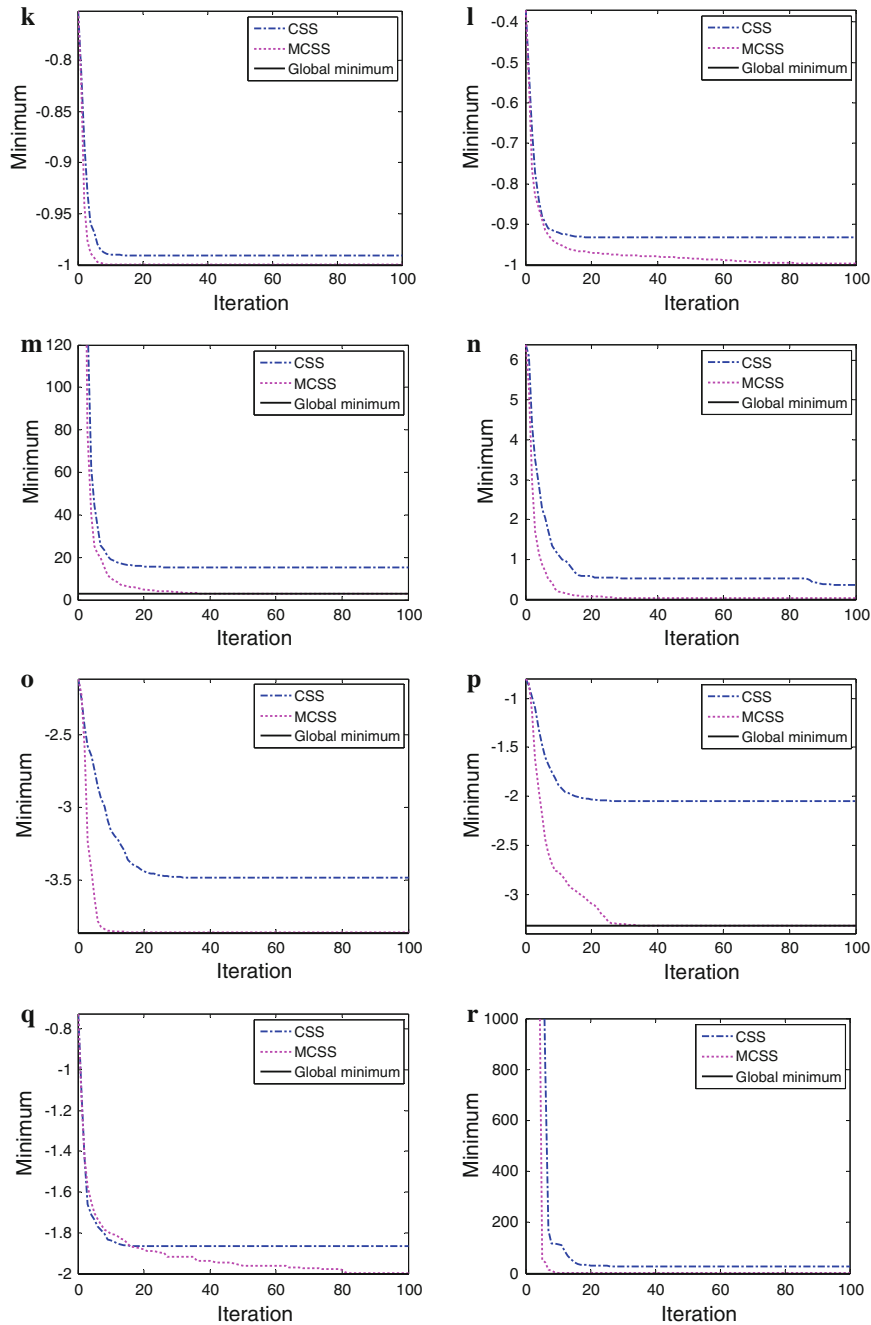 k
-0.8
-0.85
-0.9
-0.95
-1
0 20 40 60 80 100
Minimum
Iteration
CSS
MCSS
Global minimum
l
-0.4
-0.5
-0.6
-0.7
-0.8
-0.9
-1
0 20 40 60 80 100
Minimum
Iteration
CSS
MCSS
Global minimum
m
120
100
80
60
40
20
0
0 20 40 60 80 100
Minimum
Iteration
CSS
MCSS
Global minimum
n
6
5
4
3
2
1
0
0 20 40 60 80 100
Minimum
Iteration
CSS
MCSS
Global minimum
o
-2.5
-3
-3.5
0 20 40 60 80 100
Minimum
Iteration
CSS
MCSS
Global minimum
p
-1
-1.5
-2
-2.5
-3
0 20 40 60 80 100
Minimum
Iteration
CSS
MCSS
Global minimum
q
-0.8
-1
-1.2
-1.4
-1.6
-1.8
-2
0 20 40 60 80 100
Minimum
Iteration
CSS
MCSS
Global minimum
r
1000
800
600
400
200
0
0 20 40 60 80 100
Minimum
Iteration
CSS
MCSS
Global minimum